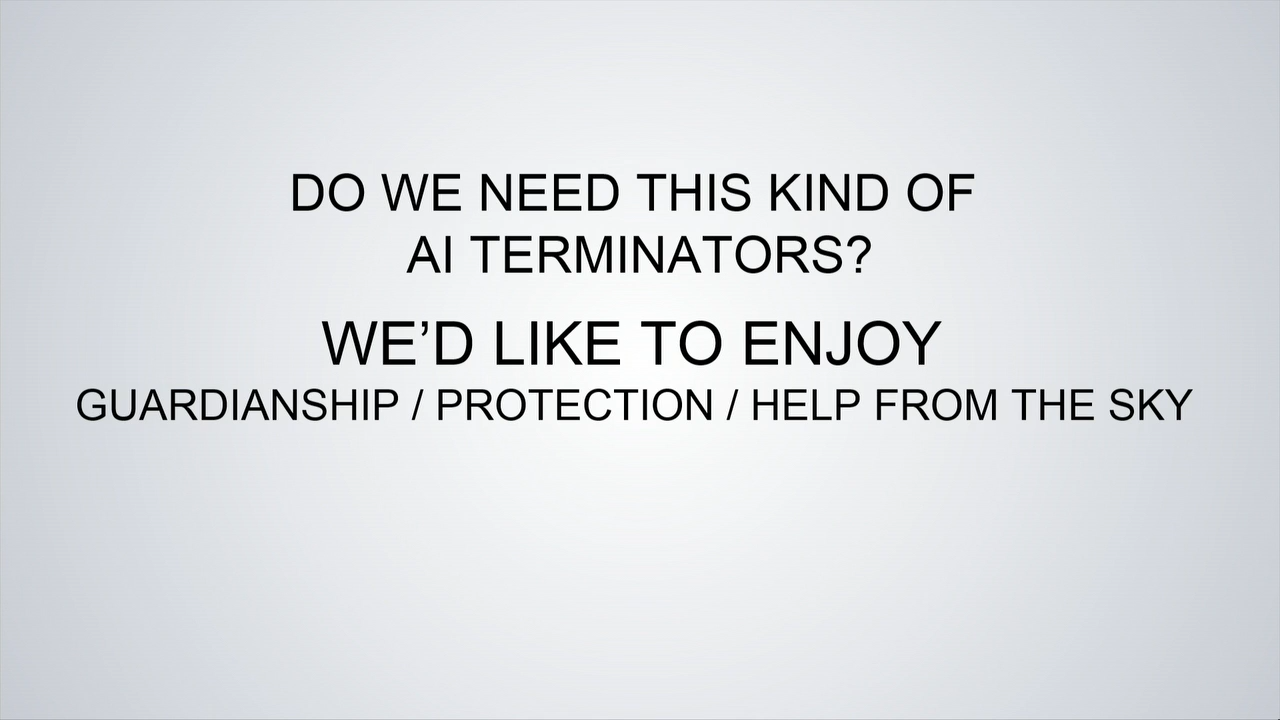 DO WE NEED THIS KIND OF
AI TERMINATORS?
WE’D LIKE TO ENJOY
GUARDIANSHIP / PROTECTION / HELP FROM THE SKY